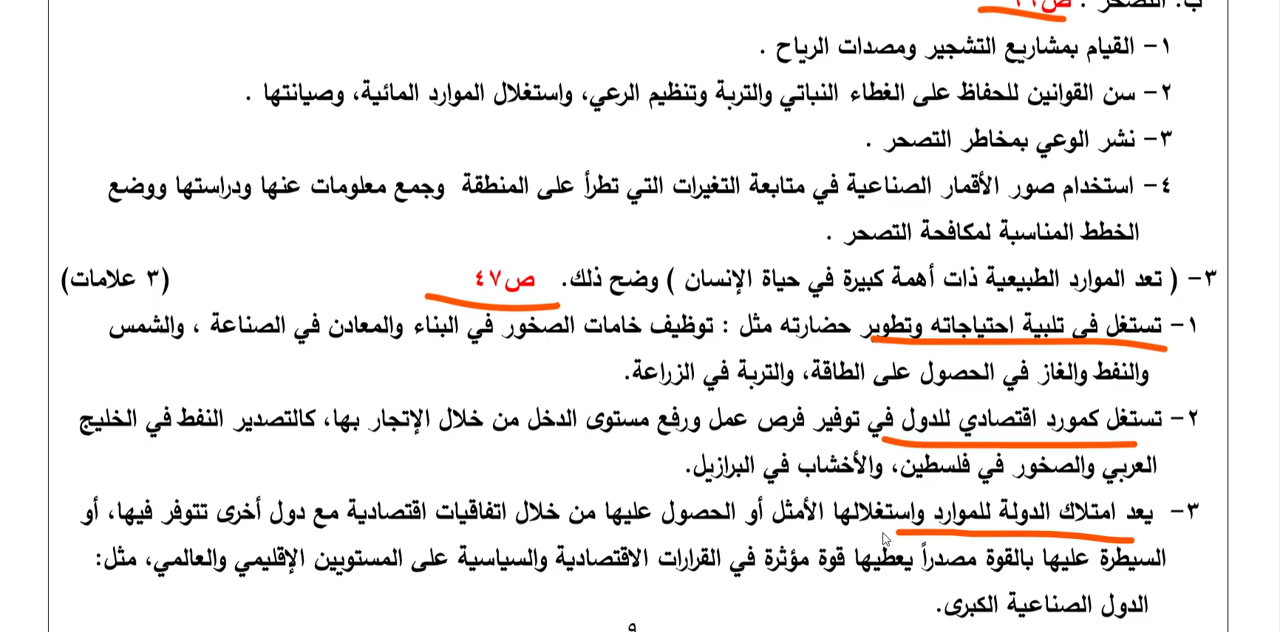 ب. التصحر :
١- القيام بمشاريع التشجير ومصدات الرياح .
٢- سن القوانين للحفاظ على الغطاء النباتي والتربة وتنظيم الرعي، واستغلال الموارد المائية، وصيانتها .
٣- نشر الوعي بمخاطر التصحر .
٤- استخدام صور الأقمار الصناعية في متابعة التغيرات التي تطرأ على المنطقة وجمع معلومات عنها ودراستها ووضع
الخطط المناسبة لمكافحة التصحر .
٣- ( تعد الموارد الطبيعية ذات أهمة كبيرة في حياة الإنسان ) وضح ذلك. ص٤٧ (٣ علامات)
١- تستغل في تلبية احتياجاته وتطوير حضارته مثل : توظيف خامات الصخور في البناء والمعادن في الصناعة ، والشمس
والنفط والغاز في الحصول على الطاقة، والتربة في الزراعة.
٢- تستغل كمورد اقتصادي للدول في توفير فرص عمل ورفع مستوى الدخل من خلال الإتجار بها، كالتصدير النفط في الخليج
العربي والصخور في فلسطين، والأخشاب في البرازيل.
٣- يعد امتلاك الدولة للموارد واستغلالها الأمثل أو الحصول عليها من خلال اتفاقيات اقتصادية مع دول أخرى تتوفر فيها، أو
السيطرة عليها بالقوة مصدراً يعطيها قوة مؤثرة في القرارات الاقتصادية والسياسية على المستويين الإقليمي والعالمي، مثل:
الدول الصناعية الكبرى.
٩